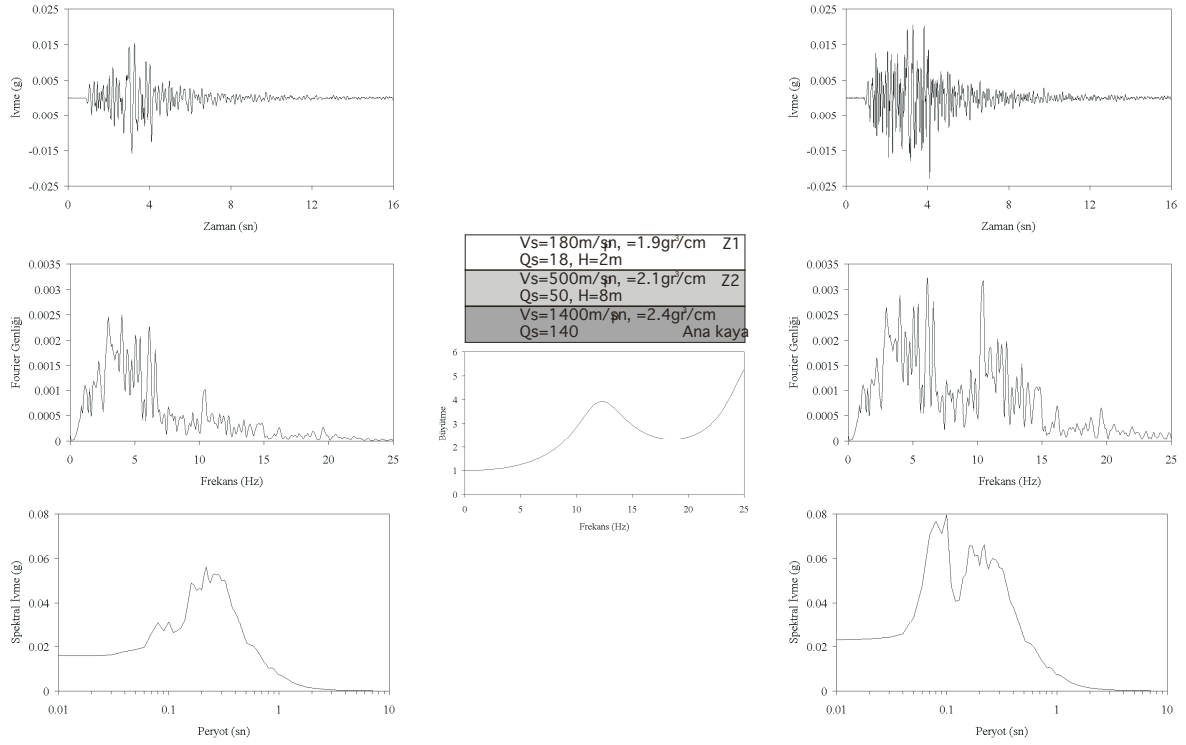 0.025
0.015
0.005
-0.005
-0.015
-0.025
İvme (g)
0 4 8 12 16
Zaman (sn)
0.025
0.015
0.005
-0.005
-0.015
-0.025
İvme (g)
0 4 8 12 16
Zaman (sn)
0.0035
0.003
0.0025
0.002
0.0015
0.001
0.0005
0
Fourier Genliği
0 5 10 15 20 25
Frekans (Hz)
Vs=180m/sn, ρ=1.9gr/cm³ Z1
Qs=18, H=2m
Vs=500m/sn, ρ=2.1gr/cm³ Z2
Qs=50, H=8m
Vs=1400m/sn, ρ=2.4gr/cm³
Qs=140 Ana kaya
6
5
4
3
2
1
0
Büyütme
0 5 10 15 20 25
Frekans (Hz)
0.0035
0.003
0.0025
0.002
0.0015
0.001
0.0005
0
Fourier Genliği
0 5 10 15 20 25
Frekans (Hz)
0.08
0.06
0.04
0.02
0
Spektral İvme (g)
0.01 0.1 1 10
Peryot (sn)
0.08
0.06
0.04
0.02
0
Spektral İvme (g)
0.01 0.1 1 10
Peryot (sn)